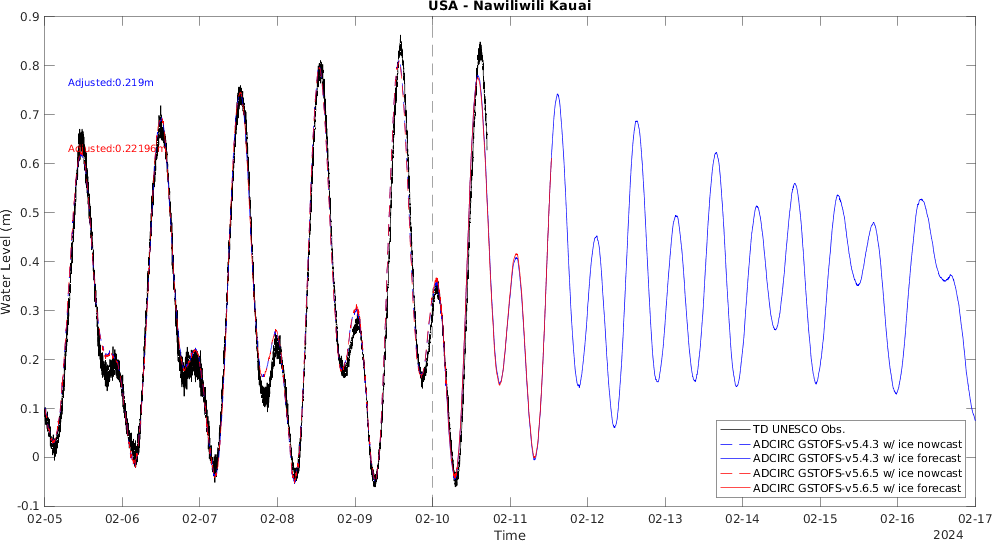 USA - Nawiliwili Kauai
0.9
0.8
0.7
0.6
0.5
0.4
0.3
0.2
0.1
0
-0.1
Water Level (m)
Adjusted:0.219m
Adjusted:0.22196m
TD UNESCO Obs.
ADCIRC GSTOFS-v5.4.3 w/ ice nowcast
ADCIRC GSTOFS-v5.4.3 w/ ice forecast
ADCIRC GSTOFS-v5.6.5 w/ ice nowcast
ADCIRC GSTOFS-v5.6.5 w/ ice forecast
02-05 02-06 02-07 02-08 02-09 02-10 02-11 02-12 02-13 02-14 02-15 02-16 02-17
Time
2024